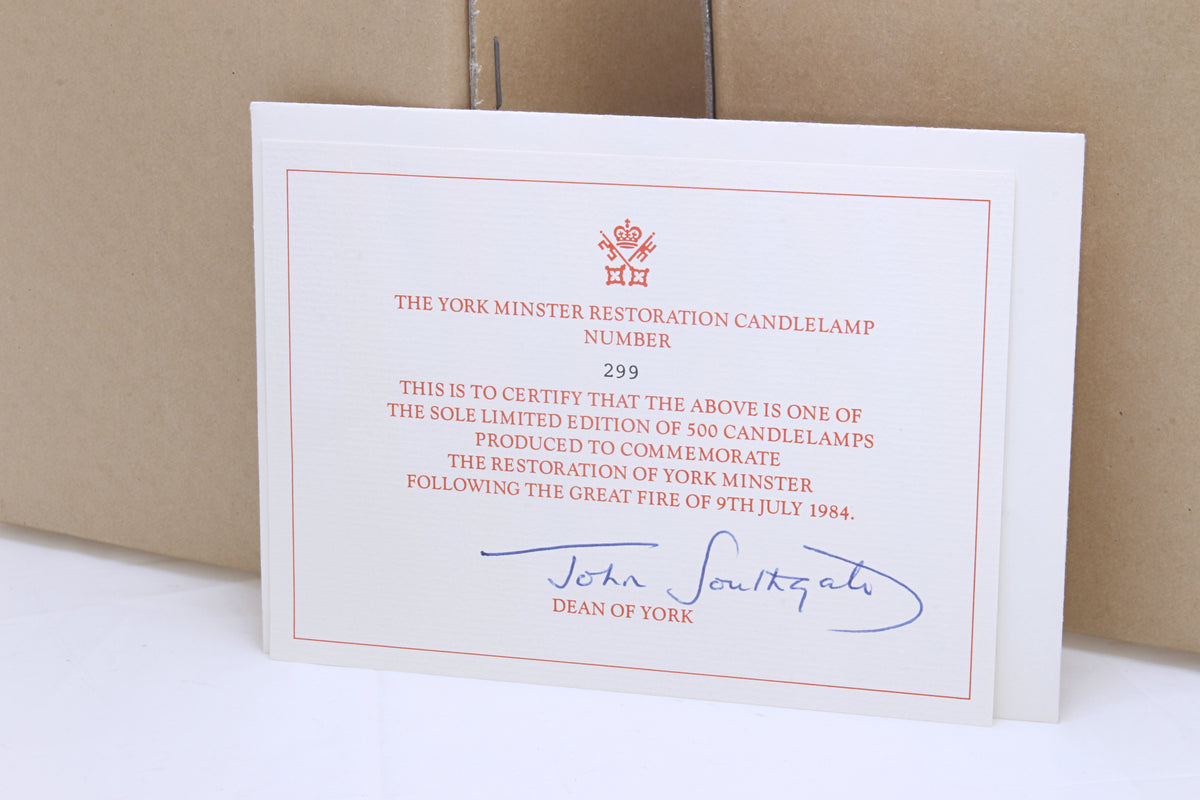 THE YORK MINSTER RESTORATION CANDLELAMP
NUMBER
299
THIS IS TO CERTIFY THAT THE ABOVE IS ONE OF
THE SOLE LIMITED EDITION OF 500 CANDLELAMPS
PRODUCED TO COMMEMORATE
THE RESTORATION OF YORK MINSTER
FOLLOWING THE GREAT FIRE OF 9TH JULY 1984.
John Southgate
DEAN OF YORK